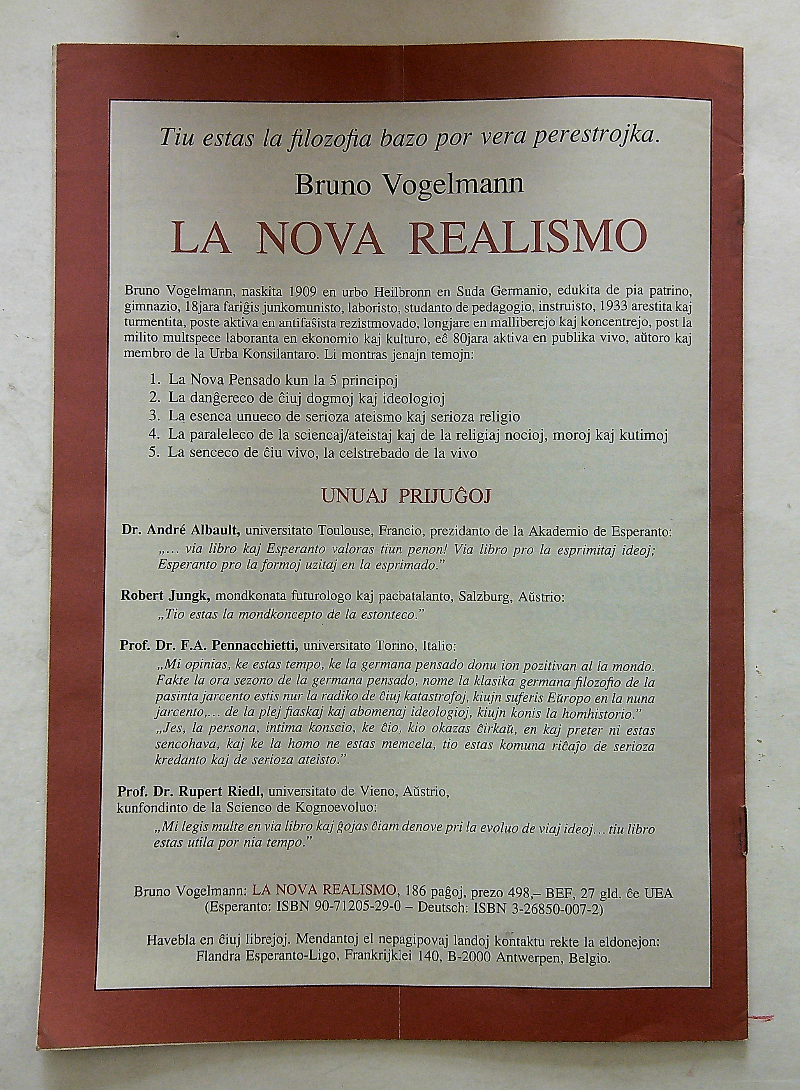 Tiu estas la filozofia bazo por vera perestrojka.
Bruno Vogelmann
LA NOVA REALISMO
Bruno Vogelmann, naskita 1909 en urbo Heilbronn en Suda Germanio, edukita de pia patrino,
gimnazio, 18jara fariĝis junkomunisto, laboristo, studanto de pedagogio, instruisto, 1933 arestita kaj
turmentita, poste aktiva en antifaŝista rezistmovado, longjare en malliberejo kaj koncentrejo, post la
milito multspece laboranta en ekonomio kaj kulturo, eĉ 80jara aktiva en publika vivo, aŭtoro kaj
membro de la Urba Konsilantaro. Li montras jenajn temojn:
1. La Nova Pensado kun la 5 principoj
2. La danĝereco de ĉiuj dogmoj kaj ideologioj
3. La esenca unueco de serioza ateismo kaj serioza religio
4. La paraleleco de la sciencaj/ateistaj kaj de la religiaj nocioj, moroj kaj kutimoj
5. La senceco de ĉiu vivo, la celstrebado de la vivo
UNUAJ PRIJUĜOJ
Dr. André Albault, universitato Toulouse, Francio, prezidanto de la Akademio de Esperanto:
„... via libro kaj Esperanto valoras tiun penon! Via libro pro la esprimitaj ideoj;
Esperanto pro la formoj uzitaj en la esprimado.”
Robert Jungk, mondkonata futurologo kaj pacbatalanto, Salzburg, Aŭstrio:
„Tio estas la mondkoncepto de la estonteco.”
Prof. Dr. F.A. Pennacchietti, universitato Torino, Italio:
„Mi opinias, ke estas tempo, ke la germana pensado donu ion pozitivan al la mondo.
Fakte la ora sezono de la germana pensado, nome la klasika germana filozofio de la
pasinta jarcento estis nur la radiko de ĉiuj katastrofoj, kiujn suferis Eŭropo en la nuna
jarcento,... de la plej fiaskaj kaj abomenaj ideologioj, kiujn konis la homhistorio.”
„Jes, la persona, intima konscio, ke ĉio, kio okazas ĉirkaŭ, en kaj preter ni estas
sencohava, kaj ke la homo ne estas memcela, tio estas komuna riĉaĵo de serioza
kredanto kaj de serioza ateisto.”
Prof. Dr. Rupert Riedl, universitato de Vieno, Aŭstrio,
kunfondinto de la Scienco de Kognoevoluo:
„Mi legis multe en via libro kaj ĝojas ĉiam denove pri la evoluo de viaj ideoj... tiu libro
estas utila por nia tempo.”
Bruno Vogelmann: LA NOVA REALISMO, 186 paĝoj, prezo 498,– BEF, 27 gld. ĉe UEA
(Esperanto: ISBN 90-71205-29-0 – Deutsch: ISBN 3-26850-007-2)
Havebla en ĉiuj librejoj. Mendantoj el nepagipovaj landoj kontaktu rekte la eldonejon:
Flandra Esperanto-Ligo, Frankrijklei 140, B-2000 Antwerpen, Belgio.